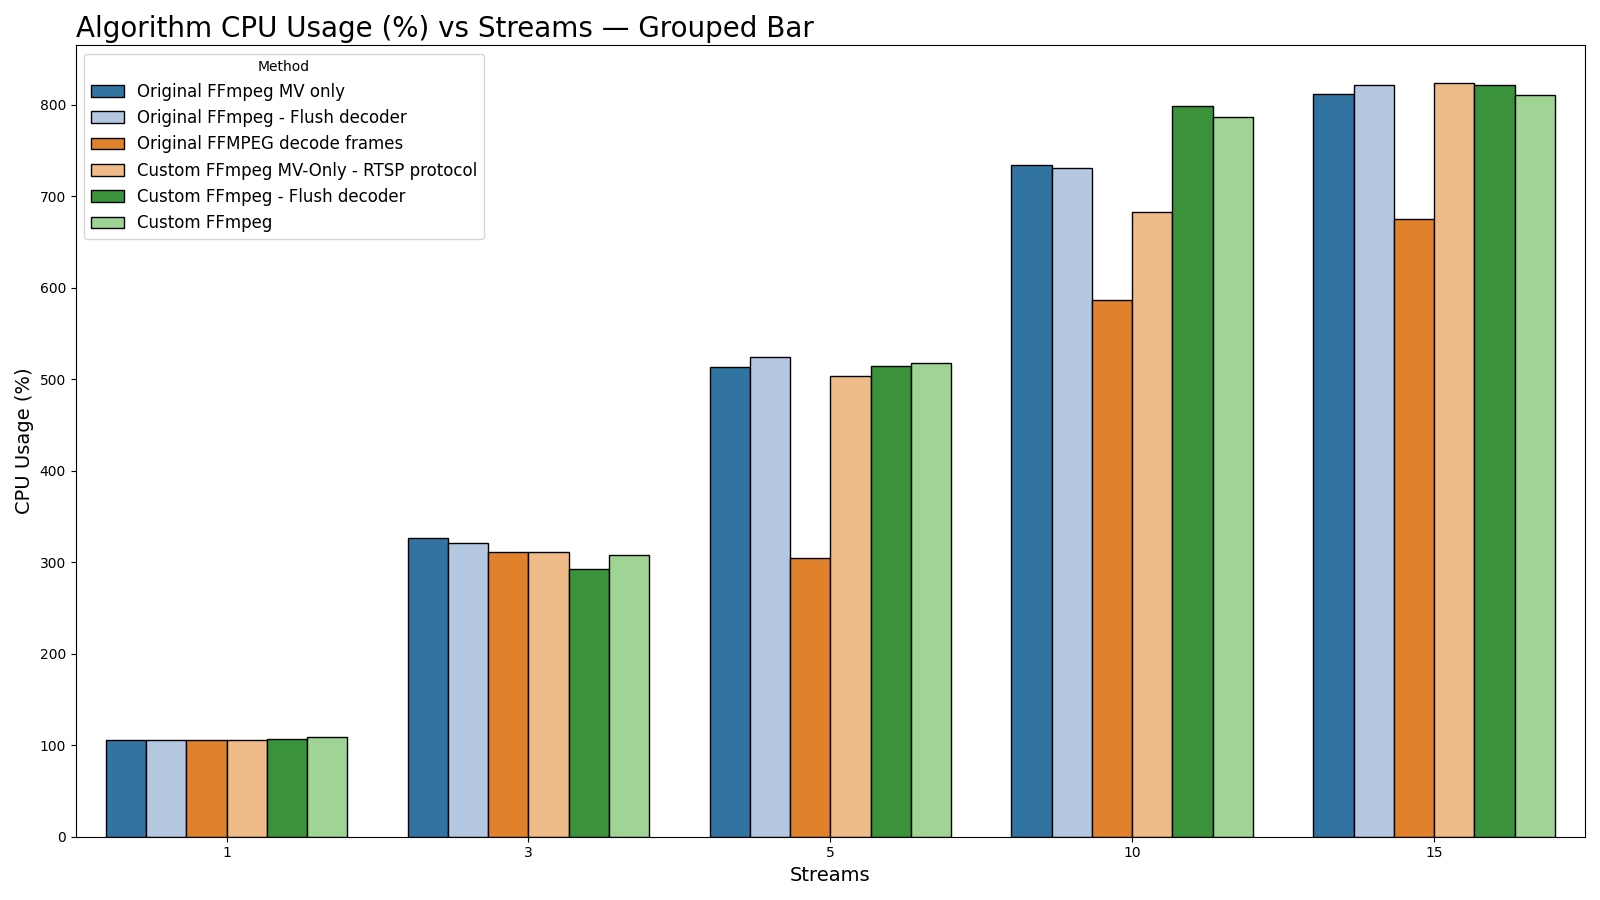 Algorithm CPU Usage (%) vs Streams — Grouped Bar
Method
Original FFmpeg MV only
Original FFmpeg - Flush decoder
Original FFMPEG decode frames
Custom FFmpeg MV-Only - RTSP protocol
Custom FFmpeg - Flush decoder
Custom FFmpeg
CPU Usage (%)
800
700
600
500
400
300
200
100
0
1 3 5 10 15
Streams